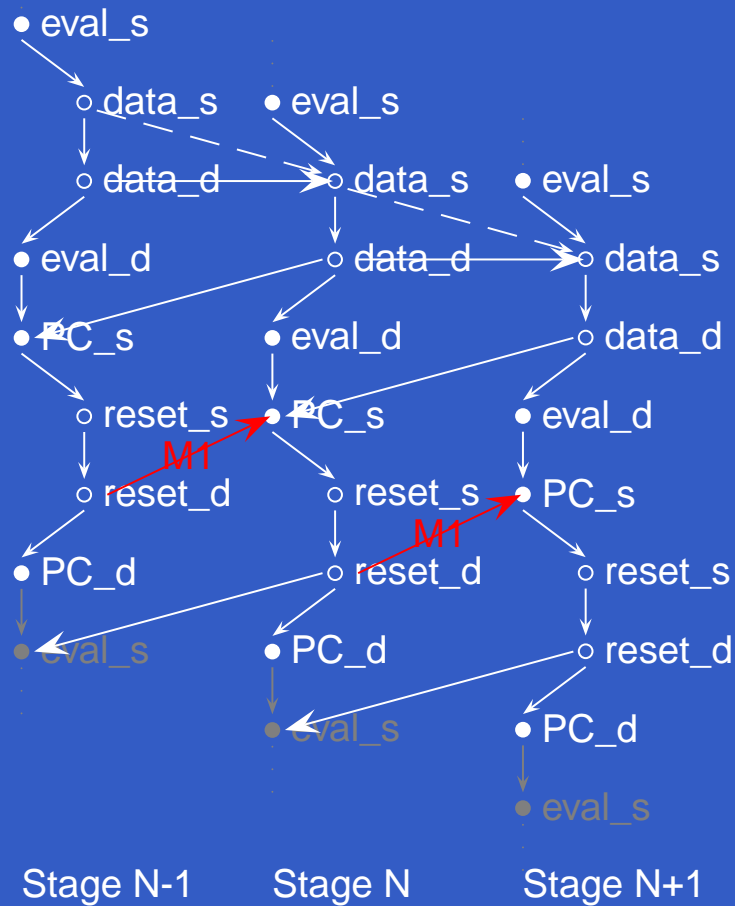 eval_s
data_s eval_s
data_d data_s eval_s
eval_d data_d data_s
PC_s eval_d data_d
reset_s PC_s eval_d
M1
reset_d reset_s PC_s
M1
PC_d reset_d reset_s
eval_s PC_d reset_d
eval_s PC_d
eval_s
Stage N-1 Stage N Stage N+1